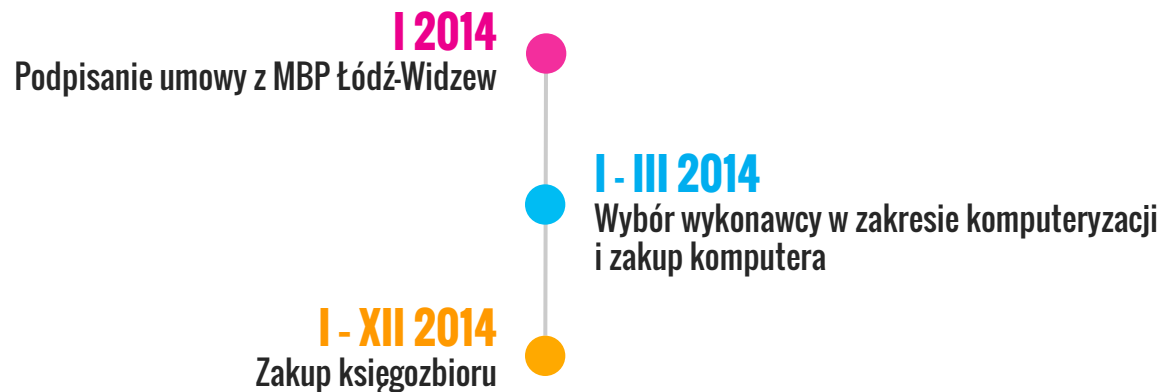 I 2014
Podpisanie umowy z MBP Łódź-Widzew
I - III 2014
Wybór wykonawcy w zakresie komputeryzacji
i zakup komputera
I - XII 2014
Zakup księgozbioru